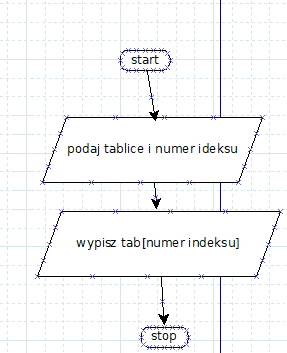 start
podaj tablice i numer ideksu
wypisz tab[numer indeksu]
stop